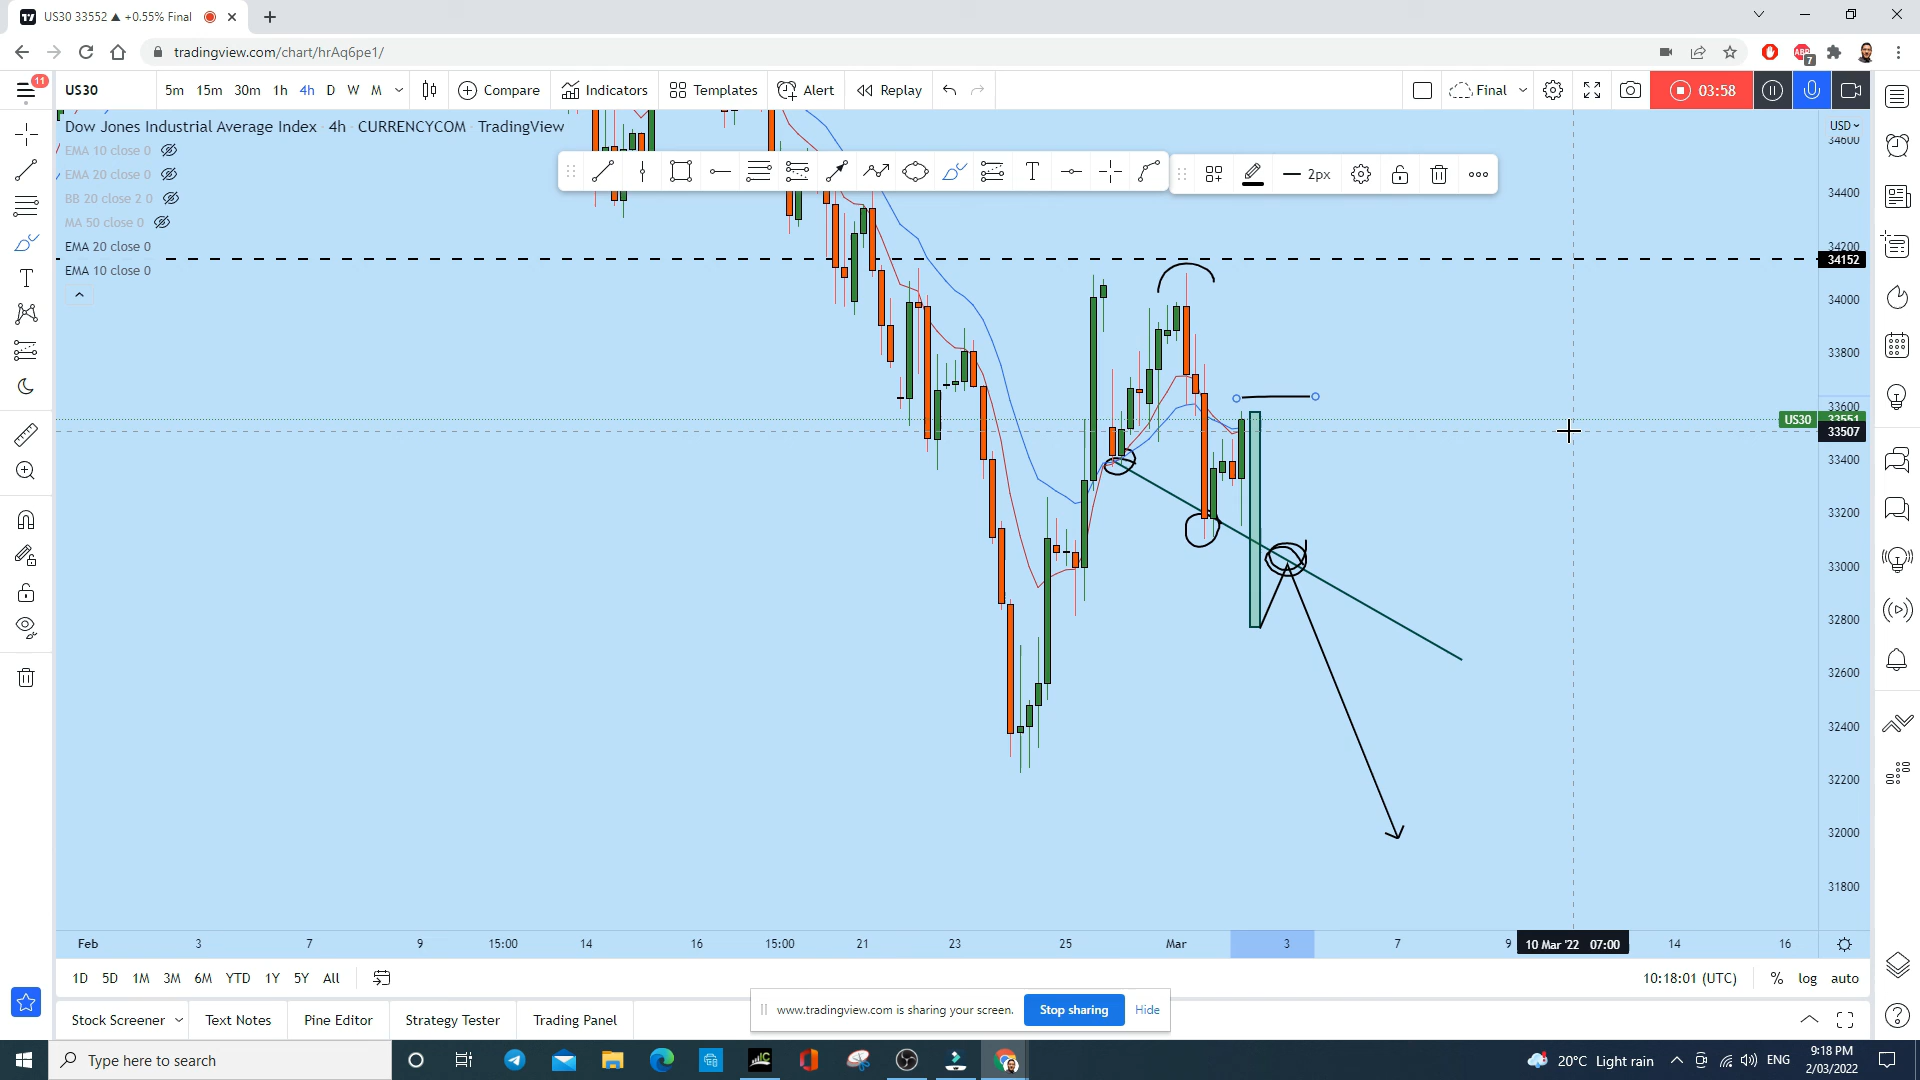 US30 33552 ▲ +0.55% Final
tradingview.com/chart/hrAq6pe1/
7
11
US30
5m 15m 30m 1h 4h D W M
Compare
Indicators
Templates
Alert
Replay
Final
03:58
Dow Jones Industrial Average Index · 4h · CURRENCYCOM · TradingView
USD
EMA 10 close 0
EMA 20 close 0
BB 20 close 2 0
MA 50 close 0
EMA 20 close 0
EMA 10 close 0
T
2px
T
34600
34400
34200
34152
34000
33800
33600
US30 33551
33507
33400
33200
33000
32800
32600
32400
32200
32000
31800
Feb 3 7 9 15:00 14 16 15:00 21 23 25 Mar 3 7 9 10 Mar '22 07:00 14 16
1D 5D 1M 3M 6M YTD 1Y 5Y All
10:18:01 (UTC) % log auto
Stock Screener
Text Notes
Pine Editor
Strategy Tester
Trading Panel
www.tradingview.com is sharing your screen.
Stop sharing
Hide
Type here to search
20°C Light rain
ENG
9:18 PM
2/03/2022